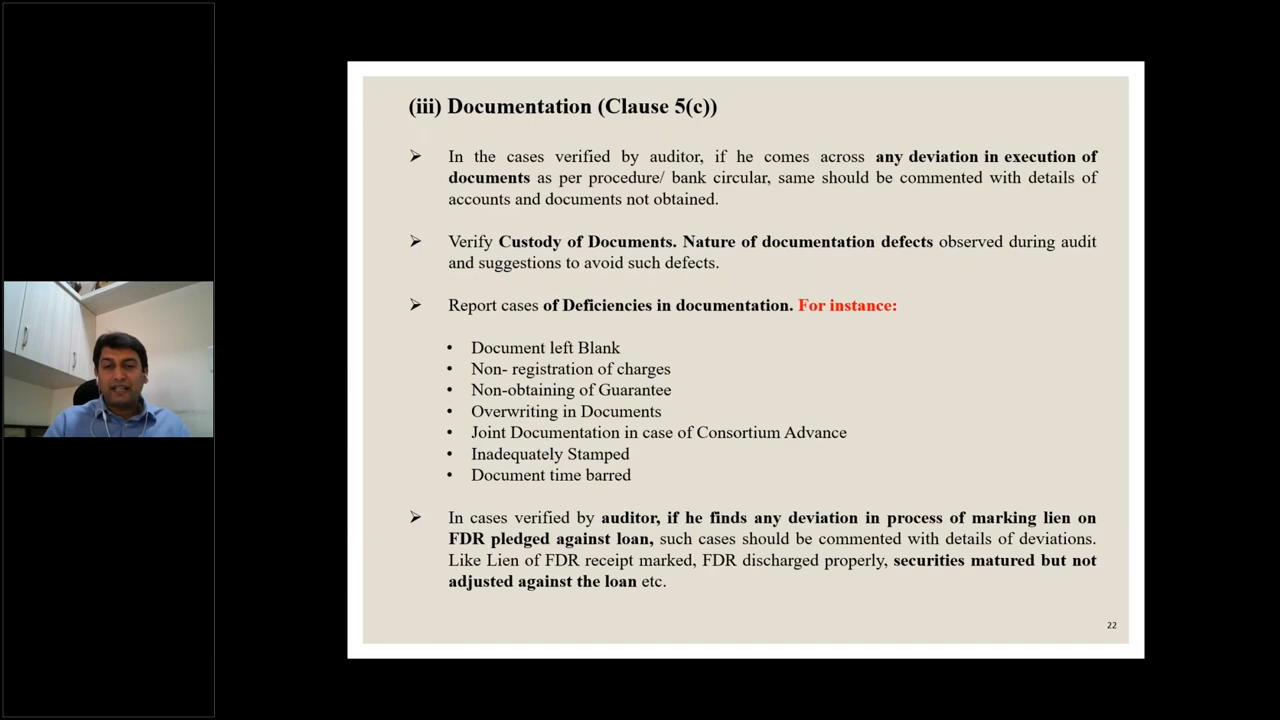 (iii) Documentation (Clause 5(c))
➢ In the cases verified by auditor, if he comes across any deviation in execution of
documents as per procedure/ bank circular, same should be commented with details of
accounts and documents not obtained.
➢ Verify Custody of Documents. Nature of documentation defects observed during audit
and suggestions to avoid such defects.
➢ Report cases of Deficiencies in documentation. For instance:
• Document left Blank
• Non- registration of charges
• Non-obtaining of Guarantee
• Overwriting in Documents
• Joint Documentation in case of Consortium Advance
• Inadequately Stamped
• Document time barred
➢ In cases verified by auditor, if he finds any deviation in process of marking lien on
FDR pledged against loan, such cases should be commented with details of deviations.
Like Lien of FDR receipt marked, FDR discharged properly, securities matured but not
adjusted against the loan etc.
22